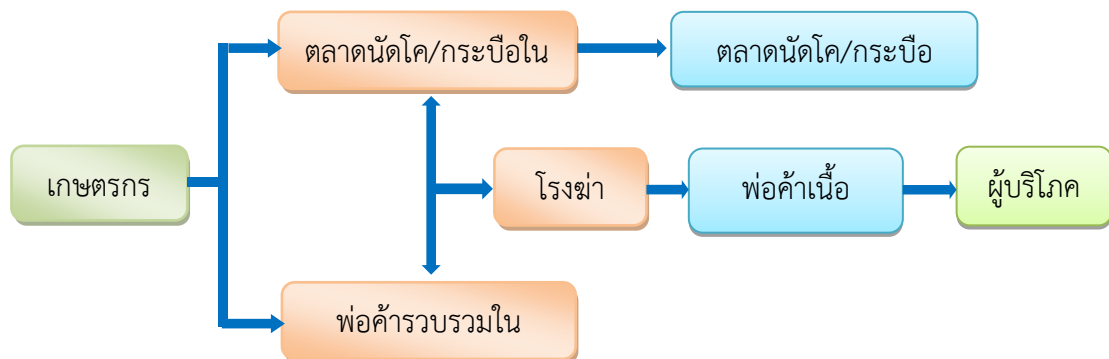 ตลาดนัดโค/กระบือใน
ตลาดนัดโค/กระบือ
เกษตรกร
โรงฆ่า
พ่อค้าเนื้อ
ผู้บริโภค
พ่อค้ารวบรวมใน